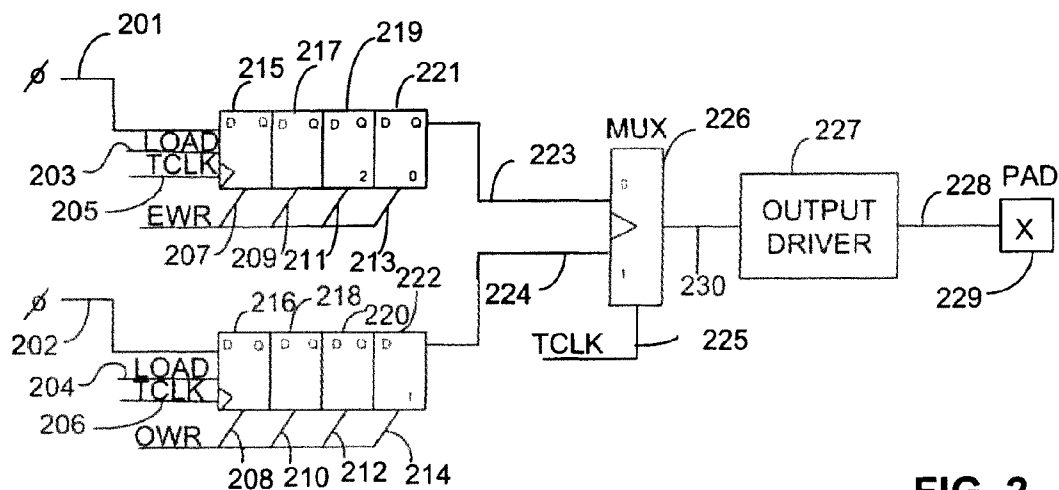 201
215
217
219
221
ø
D Q D Q D Q D Q
LOAD
203
TCLK
205
2 0
EWR
207
209
211
213
223
MUX
226
0
1
227
OUTPUT
DRIVER
228
PAD
X
229
230
224
TCLK
225
222
ø
202
216
218
220
D Q D Q D Q D
LOAD
204
TCLK
206
1
OWR
208
210
212
214
FIG. 2